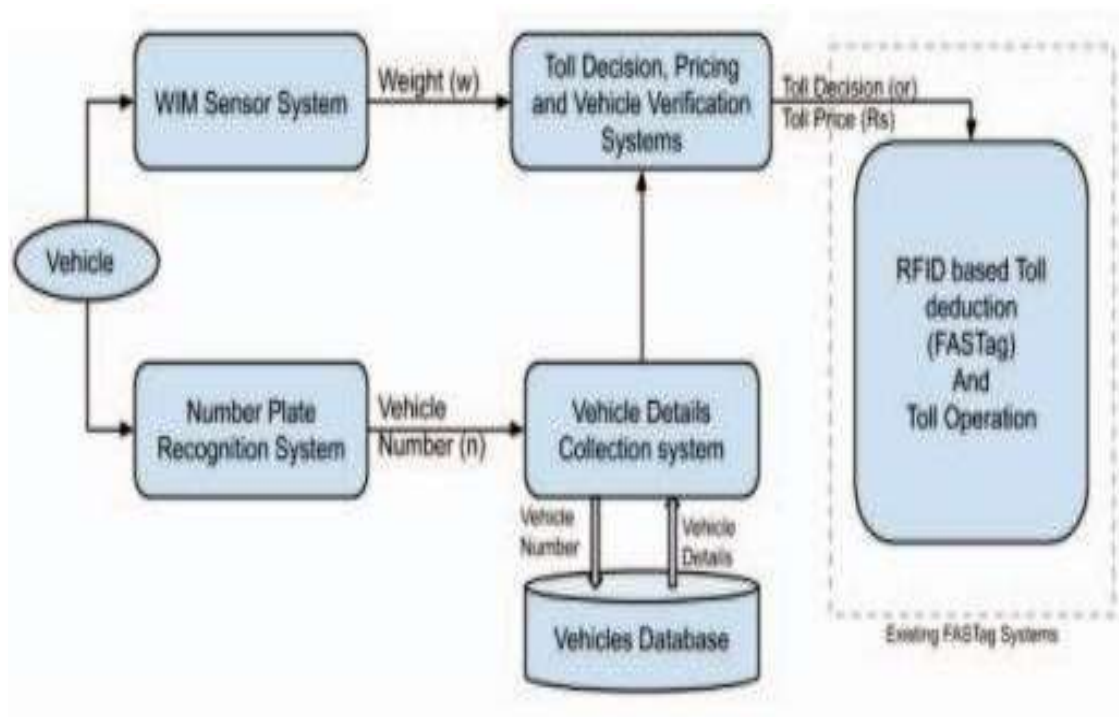 WIM Sensor System
Weight (w)
Toll Decision, Pricing
and Vehicle Verification
Systems
Toll Decision (or)
Toll Price (Rs)
Vehicle
RFID based Toll
deduction
(FASTag)
And
Toll Operation
Number Plate
Recognition System
Vehicle
Number (n)
Vehicle Details
Collection system
Vehicle
Number
Vehicle
Details
Vehicles Database
Existing FASTag Systems